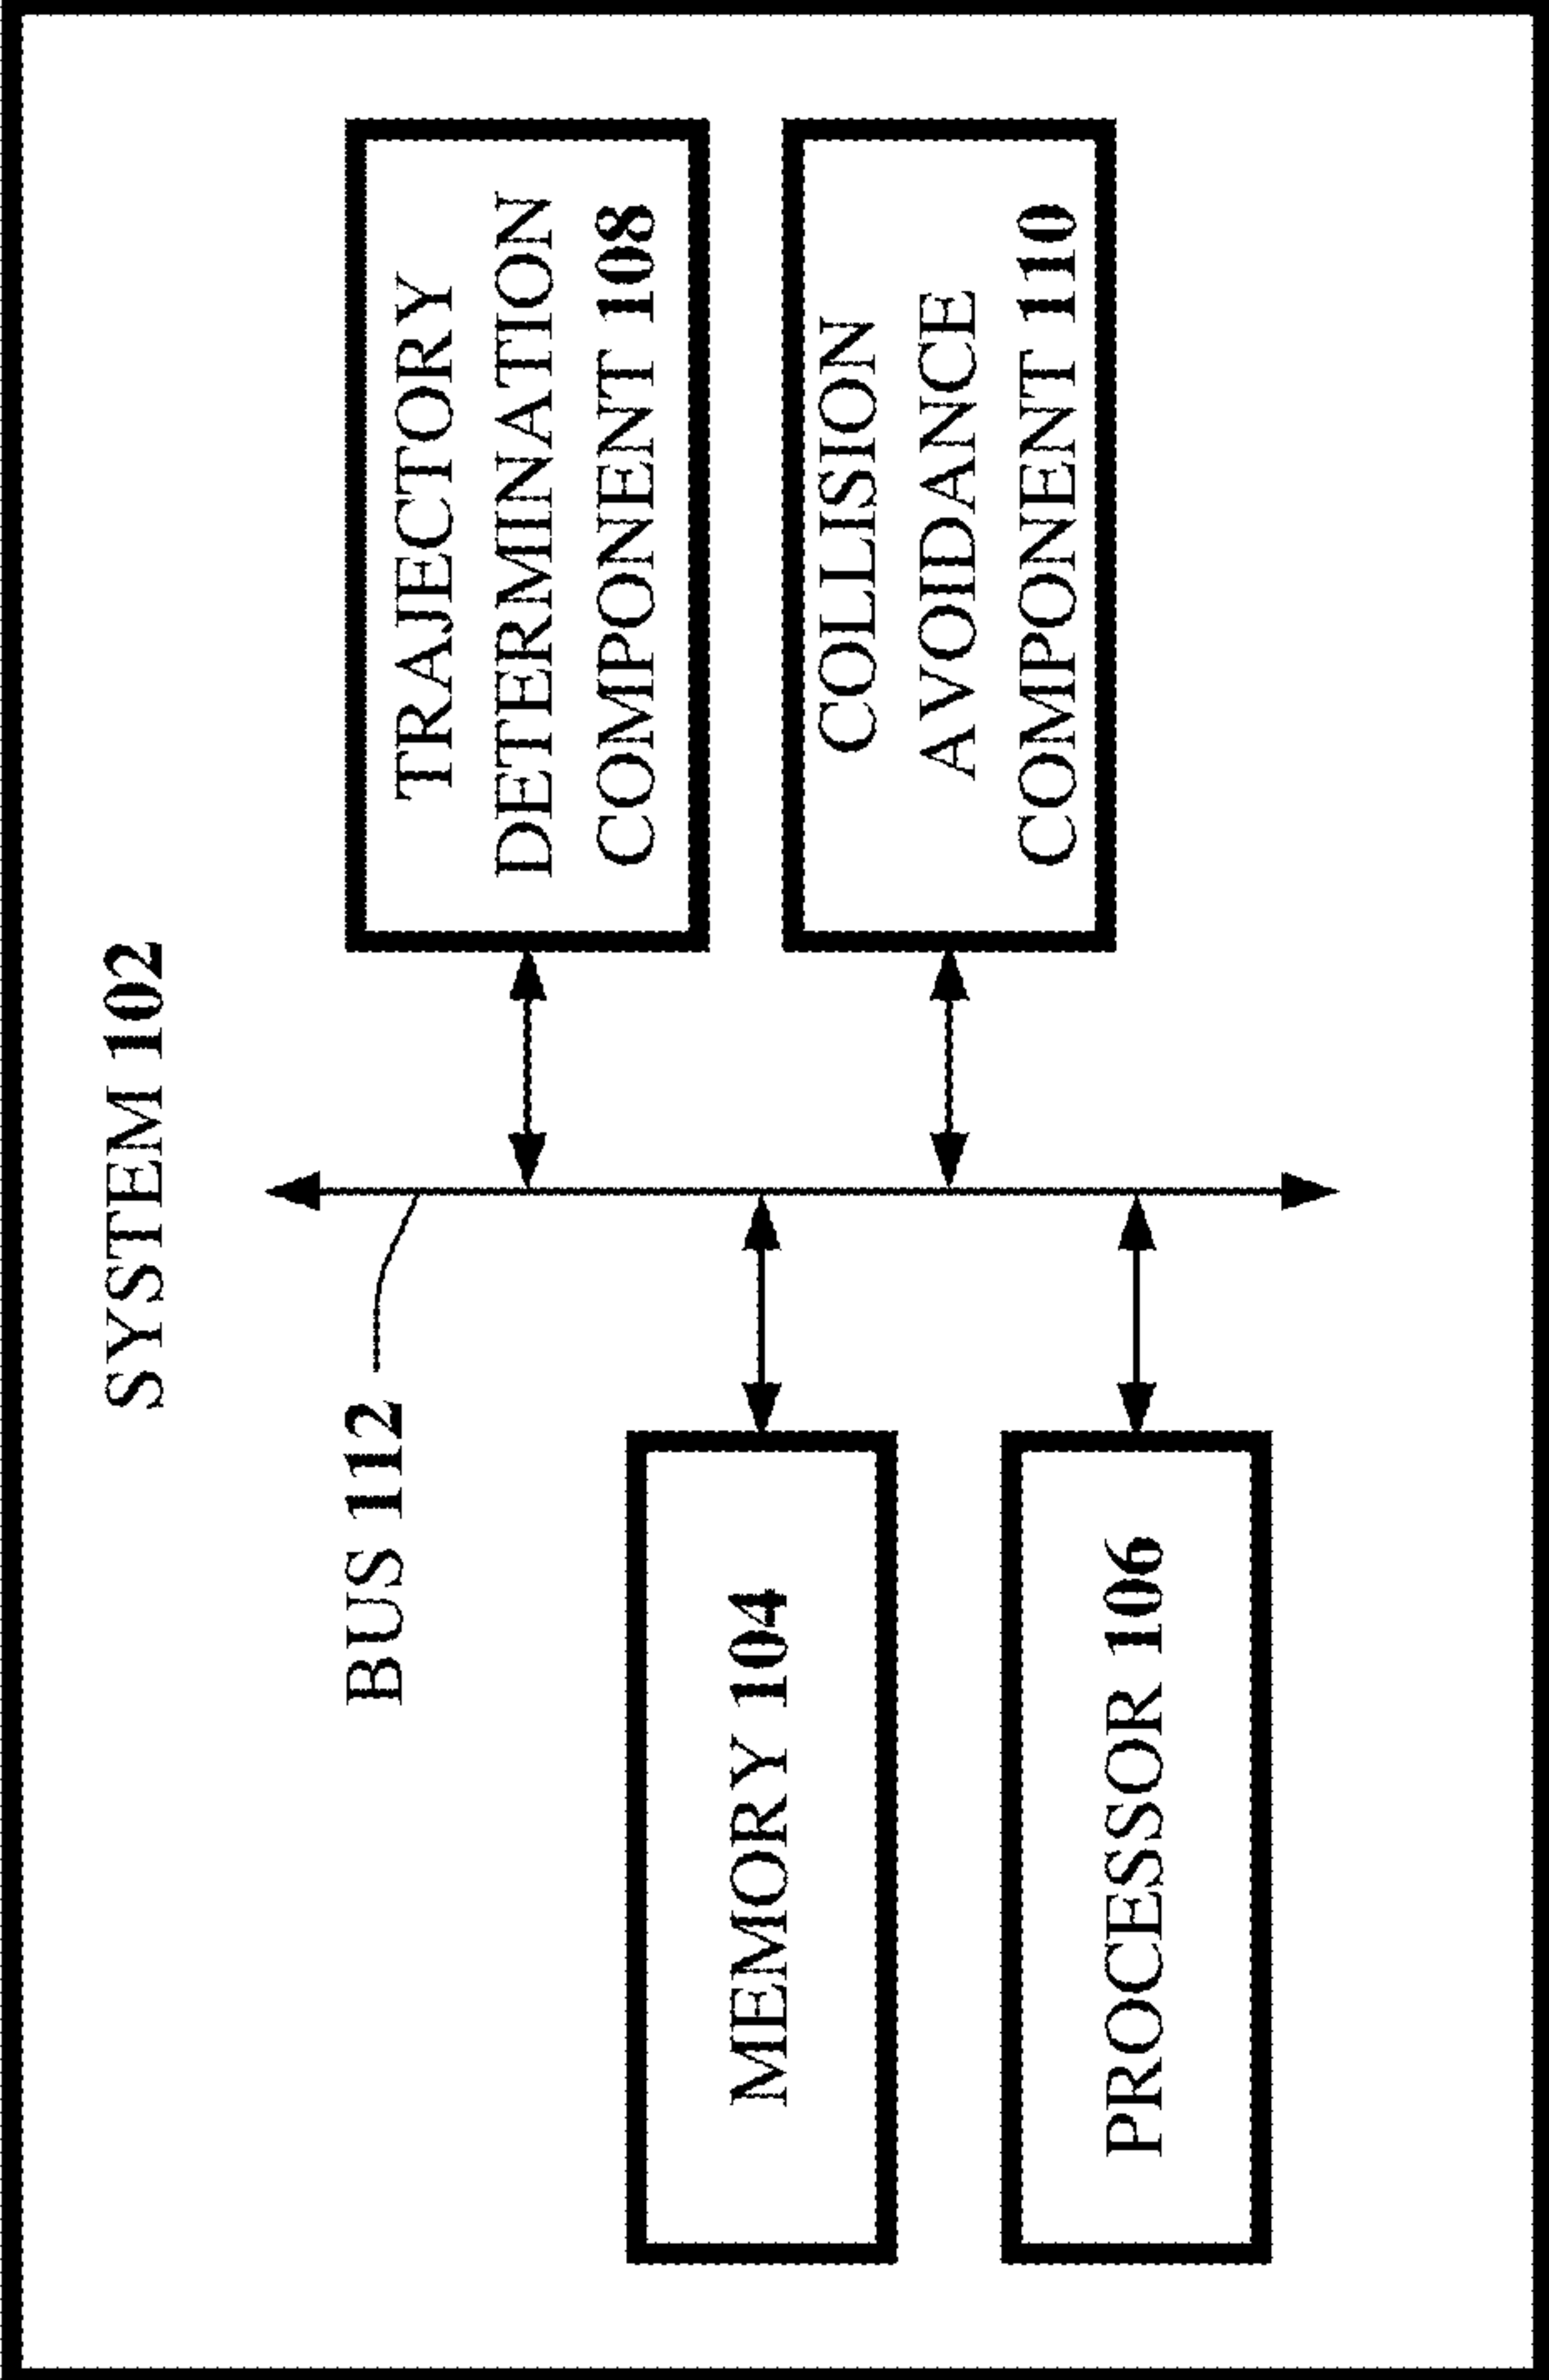 SYSTEM 102
BUS 112
MEMORY 104
PROCESSOR 106
TRAJECTORY
DETERMINATION
COMPONENT 108
COLLISION
AVOIDANCE
COMPONENT 110